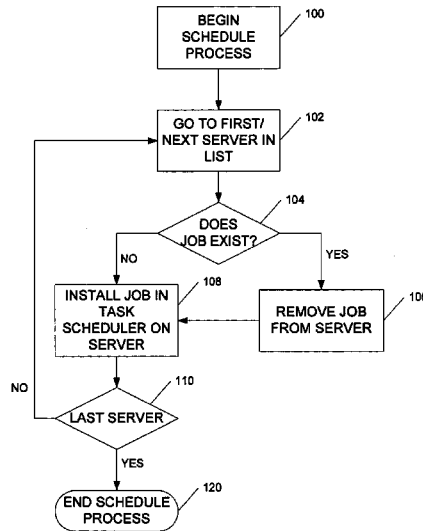 BEGIN
SCHEDULE
PROCESS
100
GO TO FIRST/
NEXT SERVER IN
LIST
102
DOES
JOB EXIST?
104
NO
YES
INSTALL JOB IN
TASK
SCHEDULER ON
SERVER
108
REMOVE JOB
FROM SERVER
LAST SERVER
110
NO
YES
END SCHEDULE
PROCESS
120